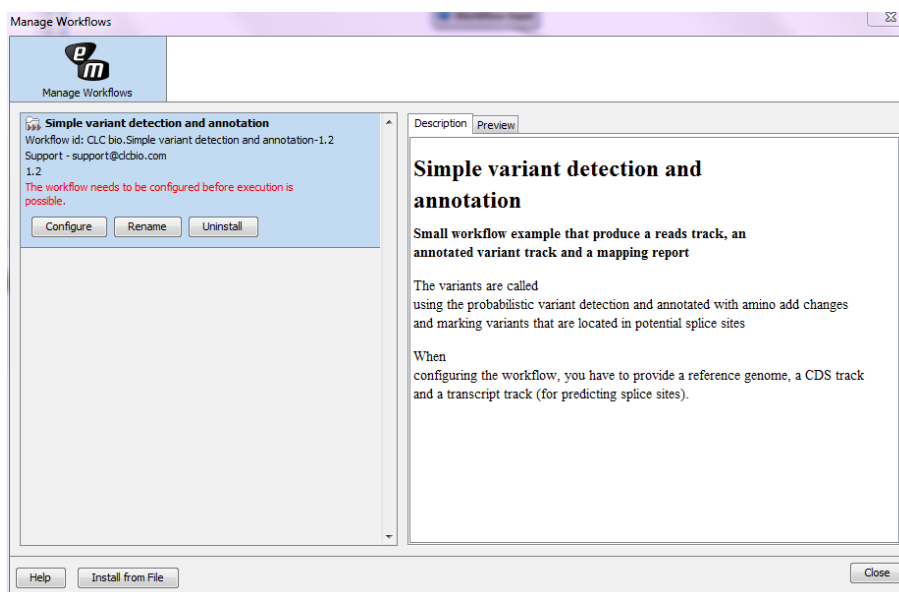 Manage Workflows
em
Manage Workflows
Simple variant detection and annotation
Workflow id: CLC bio.Simple variant detection and annotation-1.2
Support - support@clcbio.com
1.2
The workflow needs to be configured before execution is
possible.
Configure Rename Uninstall
Description Preview
Simple variant detection and
annotation
Small workflow example that produce a reads track, an
annotated variant track and a mapping report
The variants are called
using the probabilistic variant detection and annotated with amino add changes
and marking variants that are located in potential splice sites
When
configuring the workflow, you have to provide a reference genome, a CDS track
and a transcript track (for predicting splice sites).
Help Install from File Close